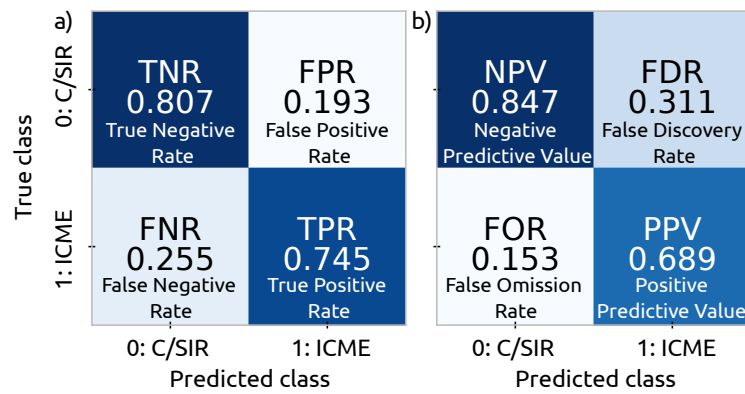 a)
True class
0: C/SIR
1: ICME
TNR
0.807
True Negative
Rate
FPR
0.193
False Positive
Rate
FNR
0.255
False Negative
Rate
TPR
0.745
True Positive
Rate
0: C/SIR
1: ICME
Predicted class
b)
NPV
0.847
Negative
Predictive Value
FDR
0.311
False Discovery
Rate
FOR
0.153
False Omission
Rate
PPV
0.689
Positive
Predictive Value
0: C/SIR
1: ICME
Predicted class